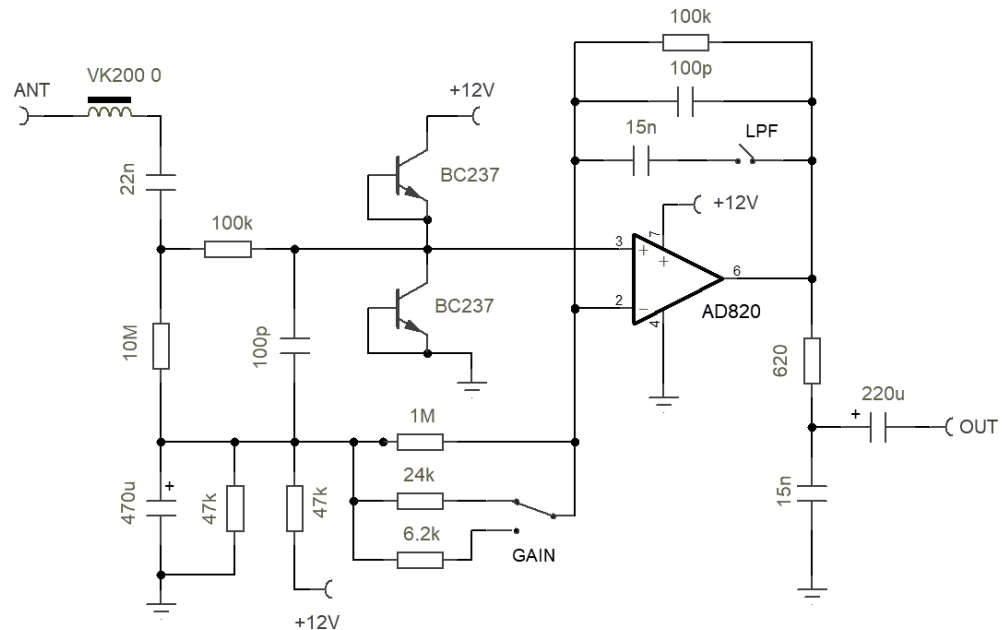 100k
VK200 0
100p
ANT
+12V
15n
LPF
22n
BC237
+12V
100k
7
3
+
+
6
2
−
BC237
AD820
4
10M
100p
620
220u
+
1M
OUT
24k
470u
+
47k
47k
15n
6.2k
GAIN
+12V